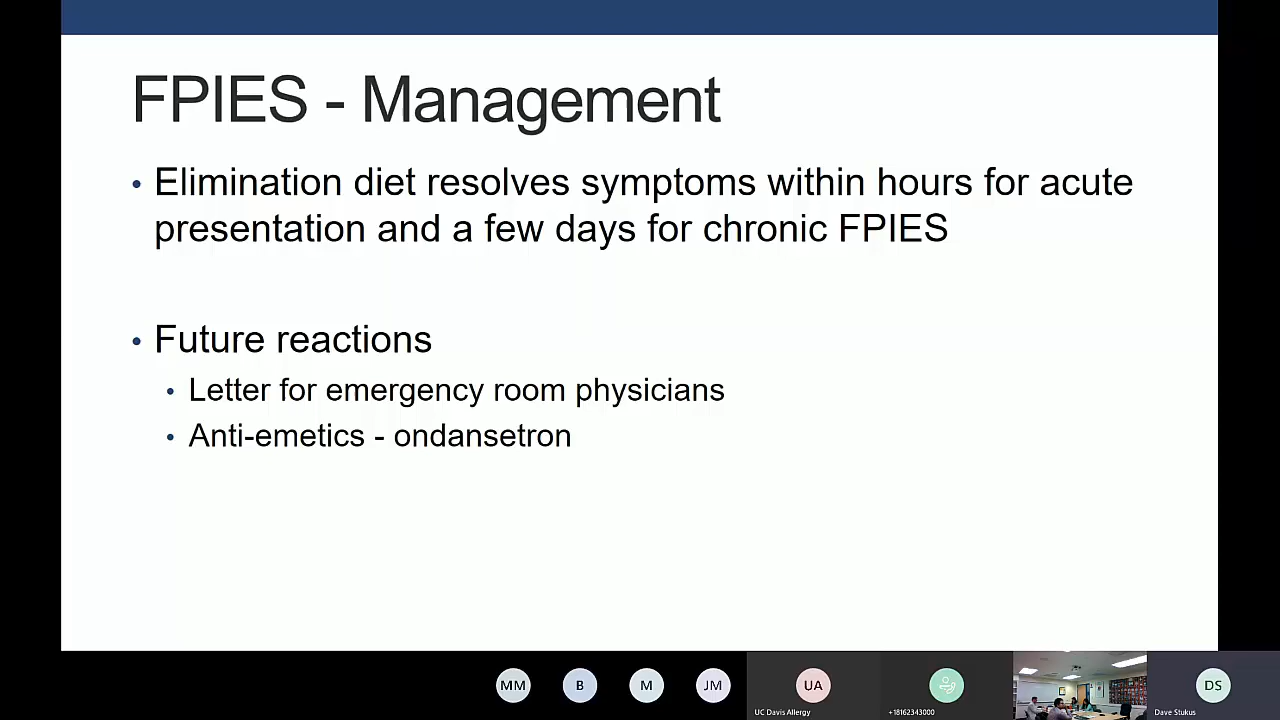 FPIES - Management
• Elimination diet resolves symptoms within hours for acute
presentation and a few days for chronic FPIES
• Future reactions
• Letter for emergency room physicians
• Anti-emetics - ondansetron
MM
B
M
JM
UA
DS
UC Davis Allergy
+18162343000
Dave Stukus